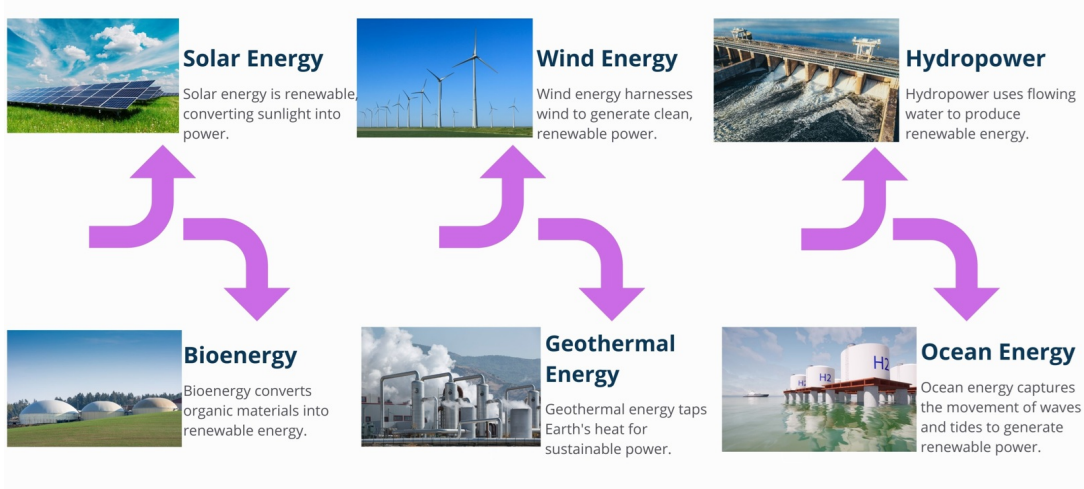 Solar Energy
Solar energy is renewable,
converting sunlight into
power.
Wind Energy
Wind energy harnesses
wind to generate clean,
renewable power.
Hydropower
Hydropower uses flowing
water to produce
renewable energy.
Bioenergy
Bioenergy converts
organic materials into
renewable energy.
Geothermal
Energy
Geothermal energy taps
Earth's heat for
sustainable power.
H2
H2
H2
Ocean Energy
Ocean energy captures
the movement of waves
and tides to generate
renewable power.